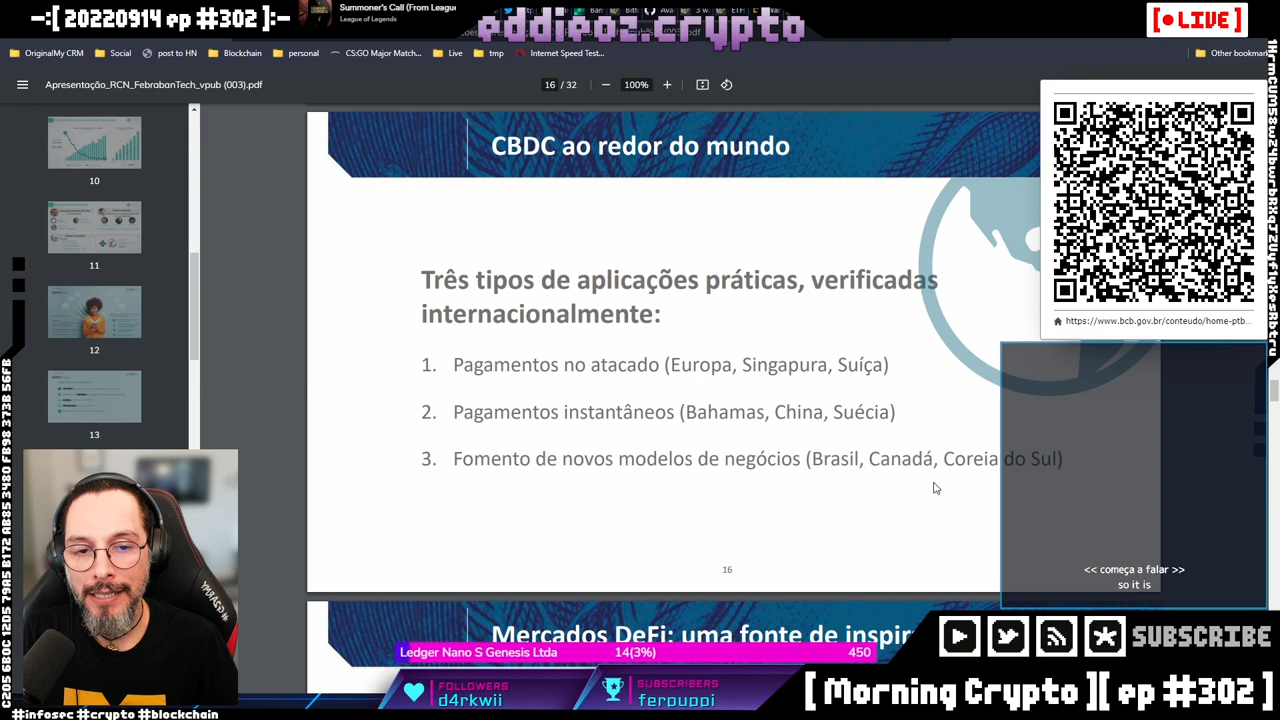 -:[ 20220914 ep #302 ]:-
Summoner's Call (From Leagu
League of Legends
eddieoz.crypto
[●LIVE]
OriginalMy CRM
Social
post to HN
Blockchain
personal
CS:GO Major Match...
Live
tmp
Internet Speed Test...
Other bookmar
Apresentação_RCN_FebrabanTech_vpub (003).pdf
16 / 32
100%
10
11
12
13
CBDC ao redor do mundo
Três tipos de aplicações práticas, verificadas
internacionalmente:
1. Pagamentos no atacado (Europa, Singapura, Suíça)
2. Pagamentos instantâneos (Bahamas, China, Suécia)
3. Fomento de novos modelos de negócios (Brasil, Canadá, Coreia do Sul)
16
https://www.bcb.gov.br/conteudo/home-ptb...
<< começa a falar >>
so it is
Mercados DeFi: uma fonte de inspir
Ledger Nano S Genesis Ltda
14(3%)
450
FOLLOWERS
d4rkwii
SUBSCRIBERS
ferpuppi
SUBSCRIBE
[ Morning Crypto ][ ep #302 ]
#infosec #crypto #blockchain